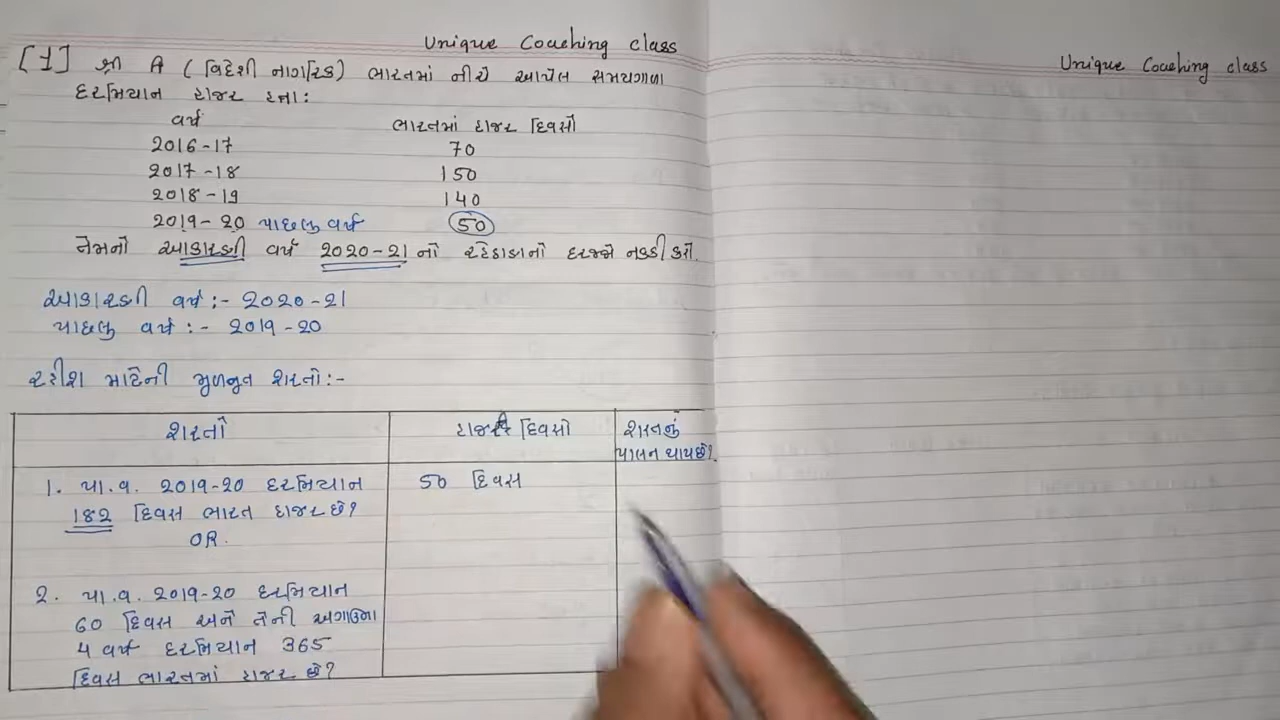 Unique Coaching class
Unique Coaching class
[1] શ્રી A (વિદેશી નાગરિક) ભારતમાં નીચે આપેલ સમયગાળા
દરમિયાન હાજર હતા:
વર્ષ ભારતમાં હાજર દિવસો
2016-17 70
2017-18 150
2018-19 140
2019-20 પાછલુ વર્ષ 50
તેમનો આકારણી વર્ષ 2020-21 નો રહેઠાણનો દરજ્જો નક્કી કરો.
આકારણી વર્ષ :- 2020-21
પાછલુ વર્ષ :- 2019-20
રહીશ માટેની મુળભુત શરતો :-
શરતો હાજરી દિવસો શરતનું
પાલન થાય છે?
1. પા.વ. 2019-20 દરમિયાન 50 દિવસ
182 દિવસ ભારત હાજર છે?
OR.
2. પા.વ. 2019-20 દરમિયાન
60 દિવસ અને તેની અગાઉના
4 વર્ષ દરમિયાન 365
દિવસ ભારતમાં હાજર છે?